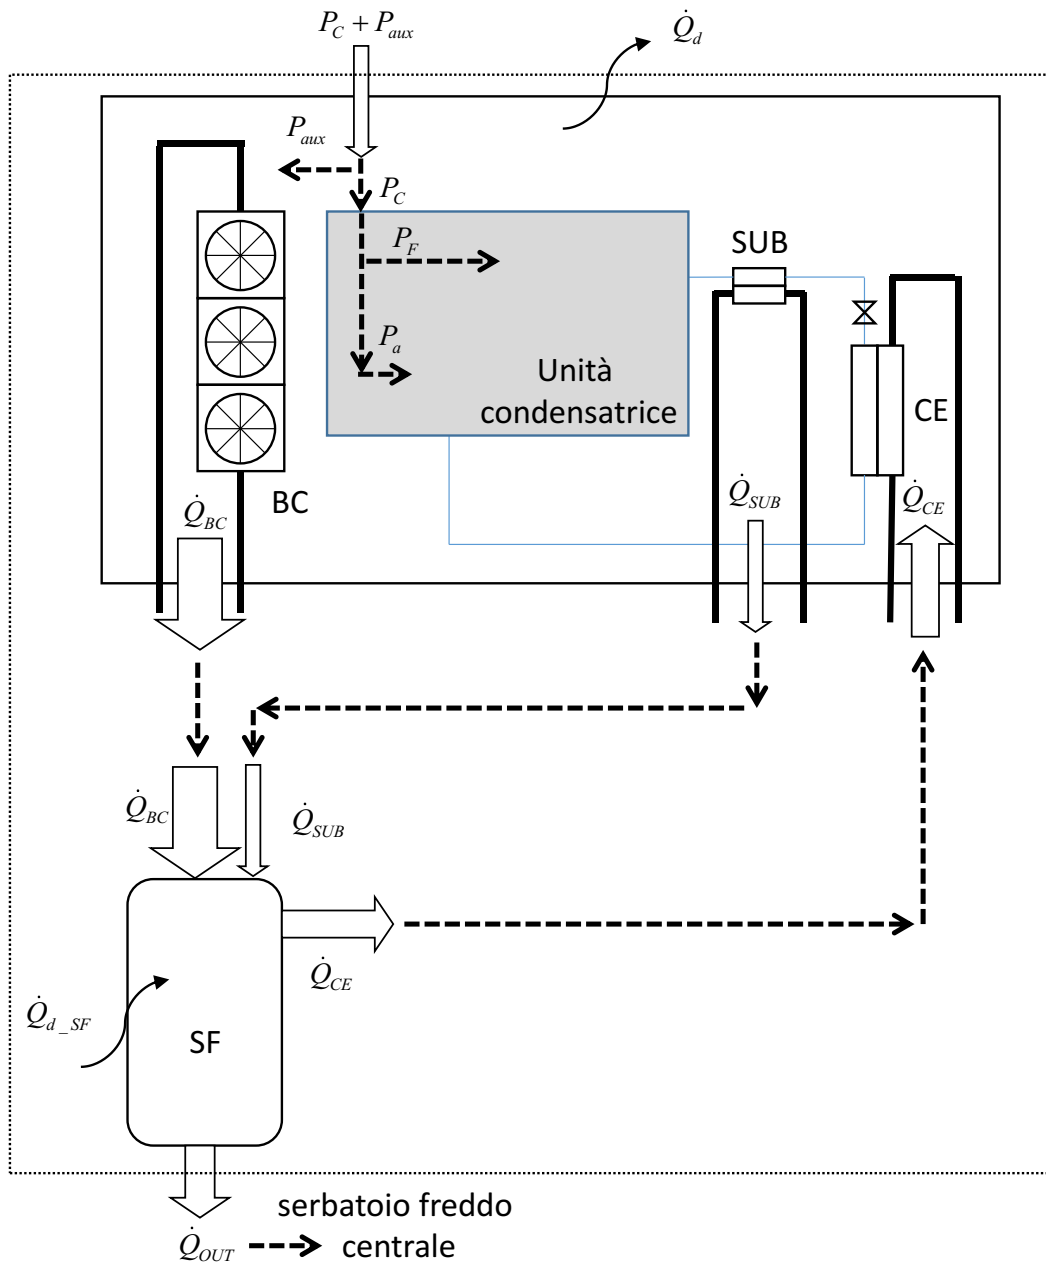 P_C + P_aux
Q̇_d
P_aux
P_C
P_F
SUB
P_a
Unità
condensatrice
CE
BC
Q̇_BC
Q̇_SUB
Q̇_CE
Q̇_BC
Q̇_SUB
Q̇_CE
Q̇_d_SF
SF
serbatoio freddo
centrale
Q̇_OUT